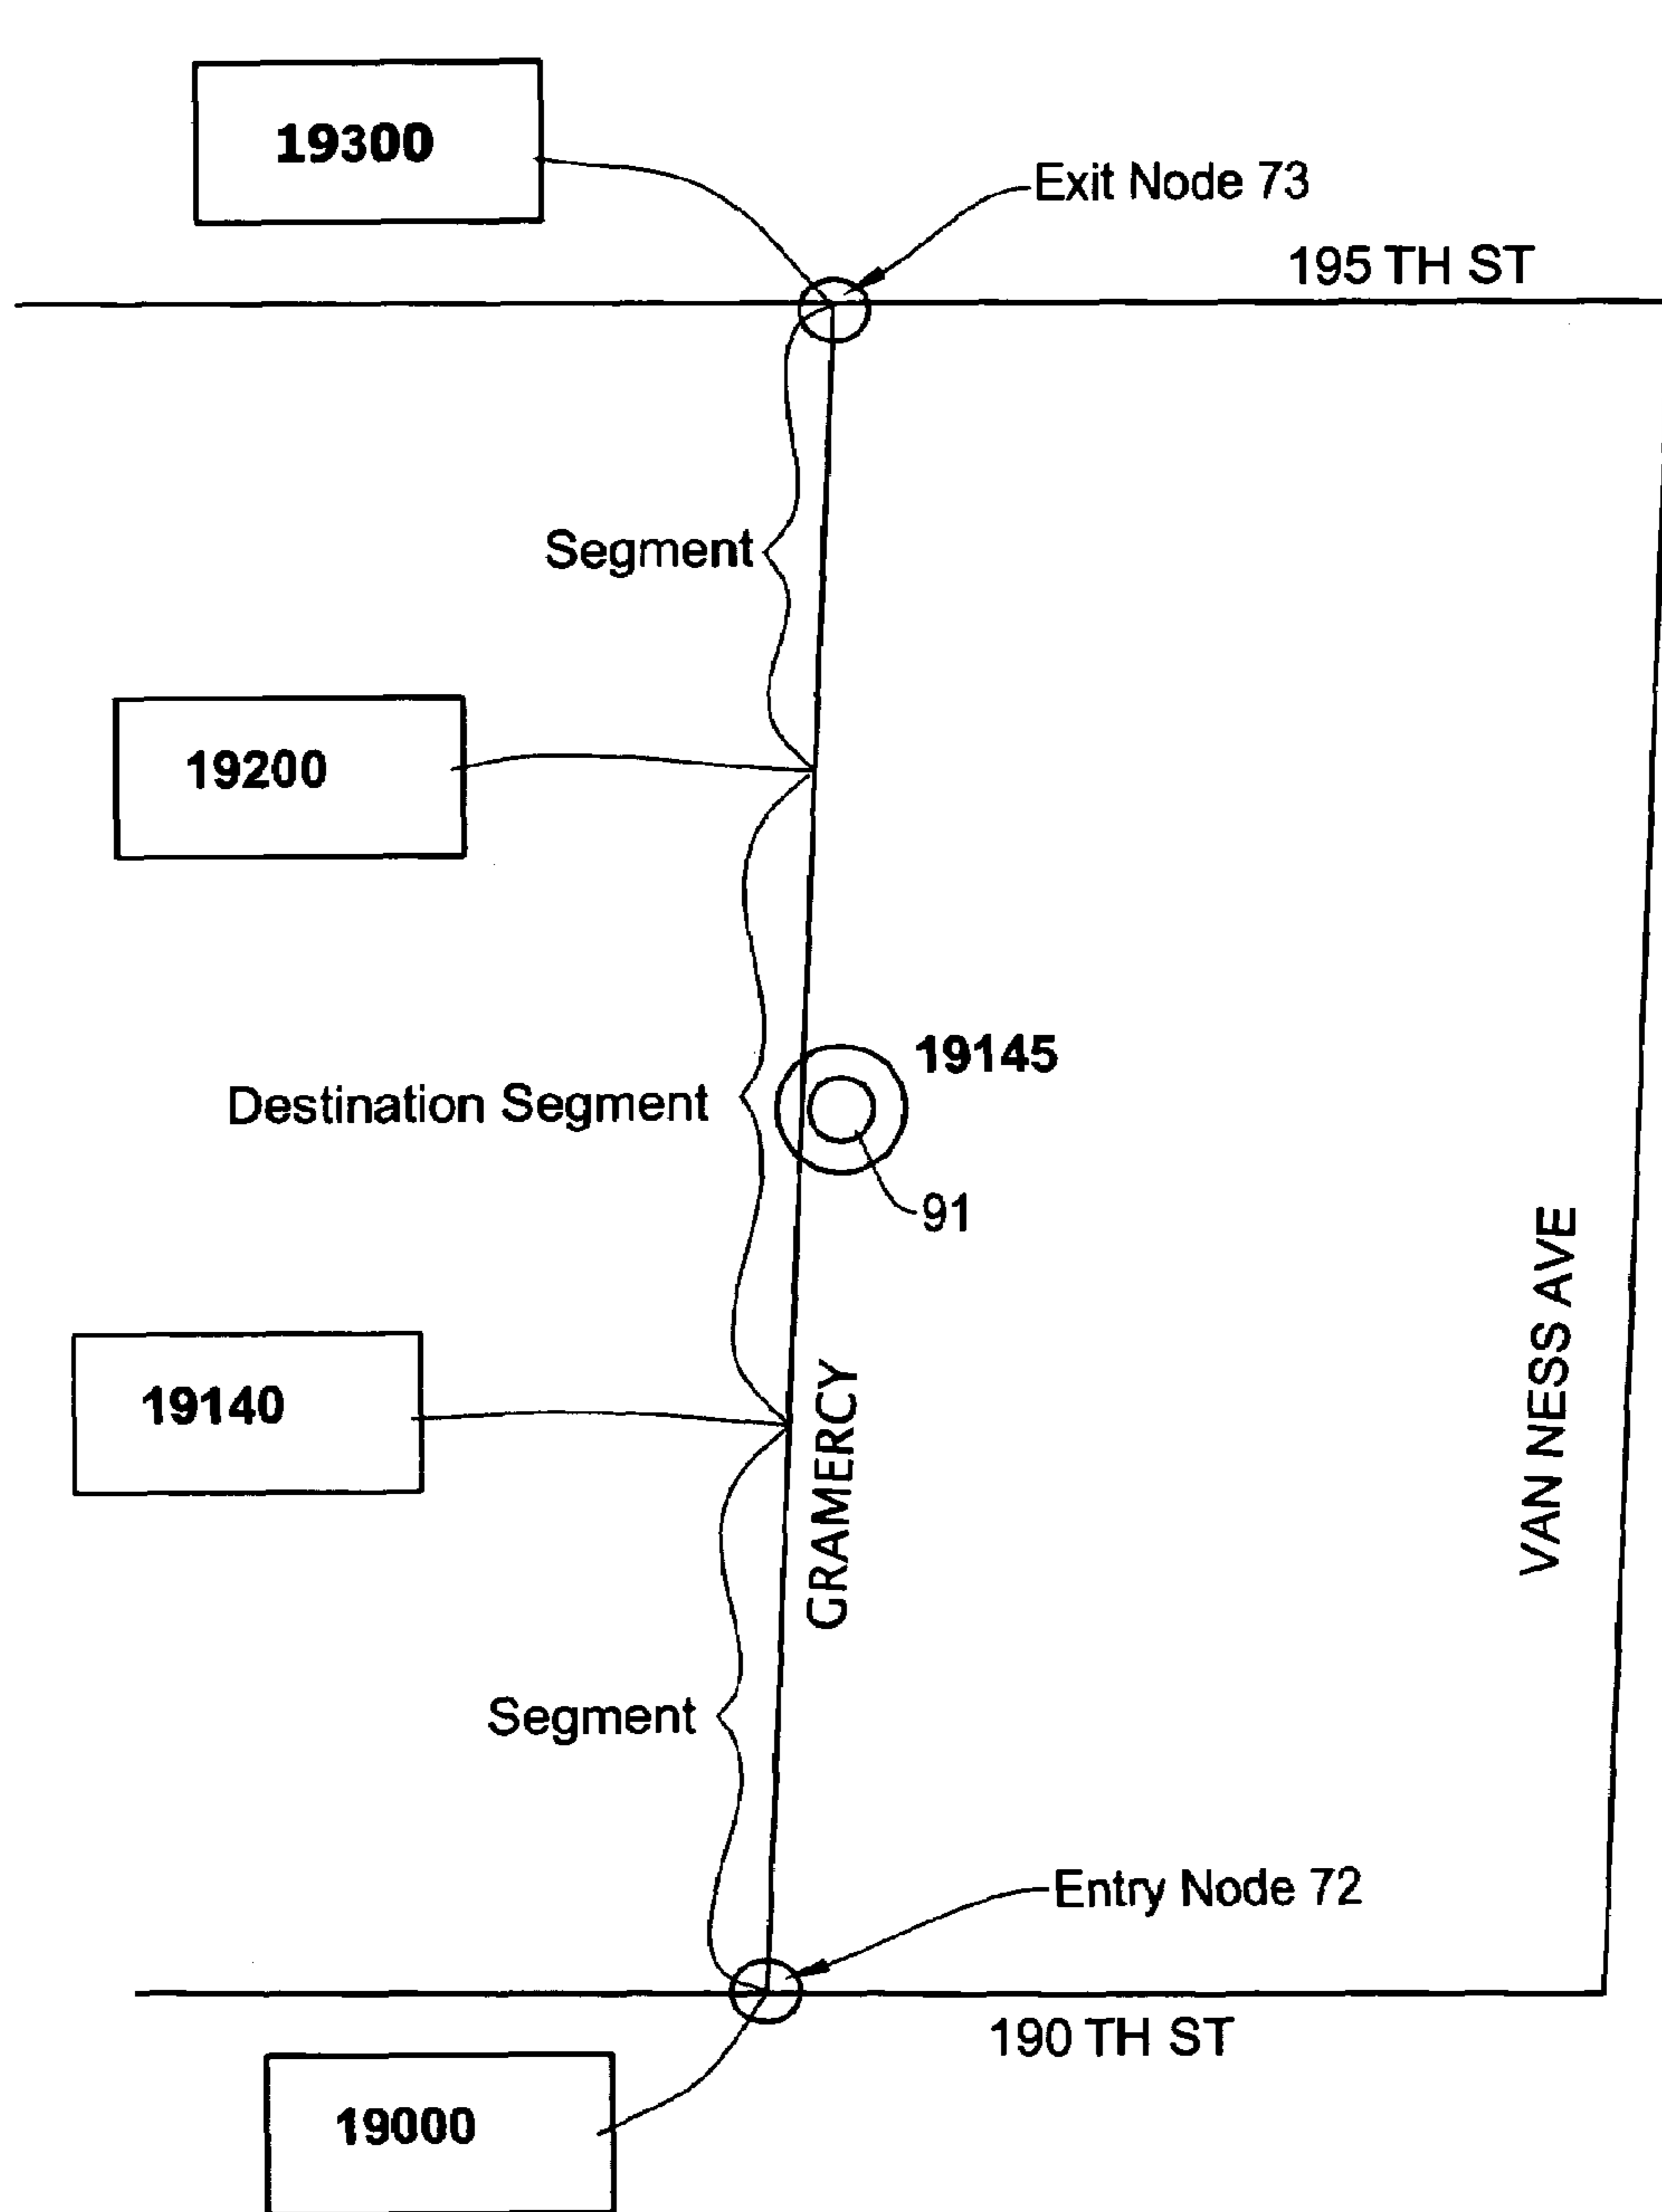 19300
Exit Node 73
195 TH ST
Segment
19200
19145
Destination Segment
91
VAN NESS AVE
19140
GRAMERCY
Segment
Entry Node 72
190 TH ST
19000